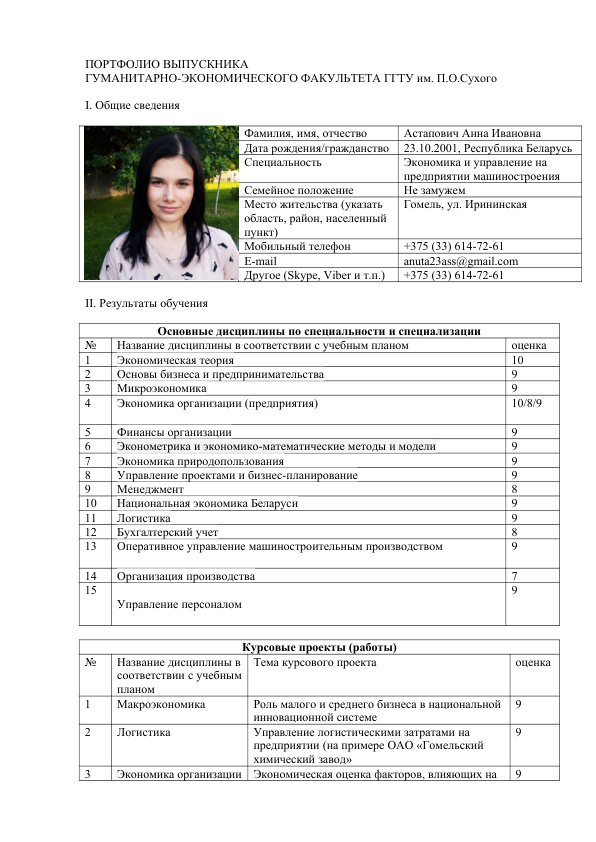 ПОРТФОЛИО ВЫПУСКНИКА
ГУМАНИТАРНО-ЭКОНОМИЧЕСКОГО ФАКУЛЬТЕТА ГГТУ им. П.О.Сухого
I. Общие сведения
Фамилия, имя, отчество Астапович Анна Ивановна
Дата рождения/гражданство 23.10.2001, Республика Беларусь
Специальность Экономика и управление на
предприятии машиностроения
Семейное положение Не замужем
Место жительства (указать Гомель, ул. Ирининская
область, район, населенный
пункт)
Мобильный телефон +375 (33) 614-72-61
E-mail anuta23ass@gmail.com
Другое (Skype, Viber и т.п.) +375 (33) 614-72-61
II. Результаты обучения
Основные дисциплины по специальности и специализации
№ Название дисциплины в соответствии с учебным планом оценка
1 Экономическая теория 10
2 Основы бизнеса и предпринимательства 9
3 Микроэкономика 9
4 Экономика организации (предприятия) 10/8/9
5 Финансы организации 9
6 Эконометрика и экономико-математические методы и модели 9
7 Экономика природопользования 9
8 Управление проектами и бизнес-планирование 9
9 Менеджмент 8
10 Национальная экономика Беларуси 9
11 Логистика 9
12 Бухгалтерский учет 8
13 Оперативное управление машиностроительным производством 9
14 Организация производства 7
15 9
Управление персоналом
Курсовые проекты (работы)
№ Название дисциплины в Тема курсового проекта оценка
соответствии с учебным
планом
1 Макроэкономика Роль малого и среднего бизнеса в национальной 9
инновационной системе
2 Логистика Управление логистическими затратами на 9
предприятии (на примере ОАО «Гомельский
химический завод»
3 Экономика организации Экономическая оценка факторов, влияющих на 9